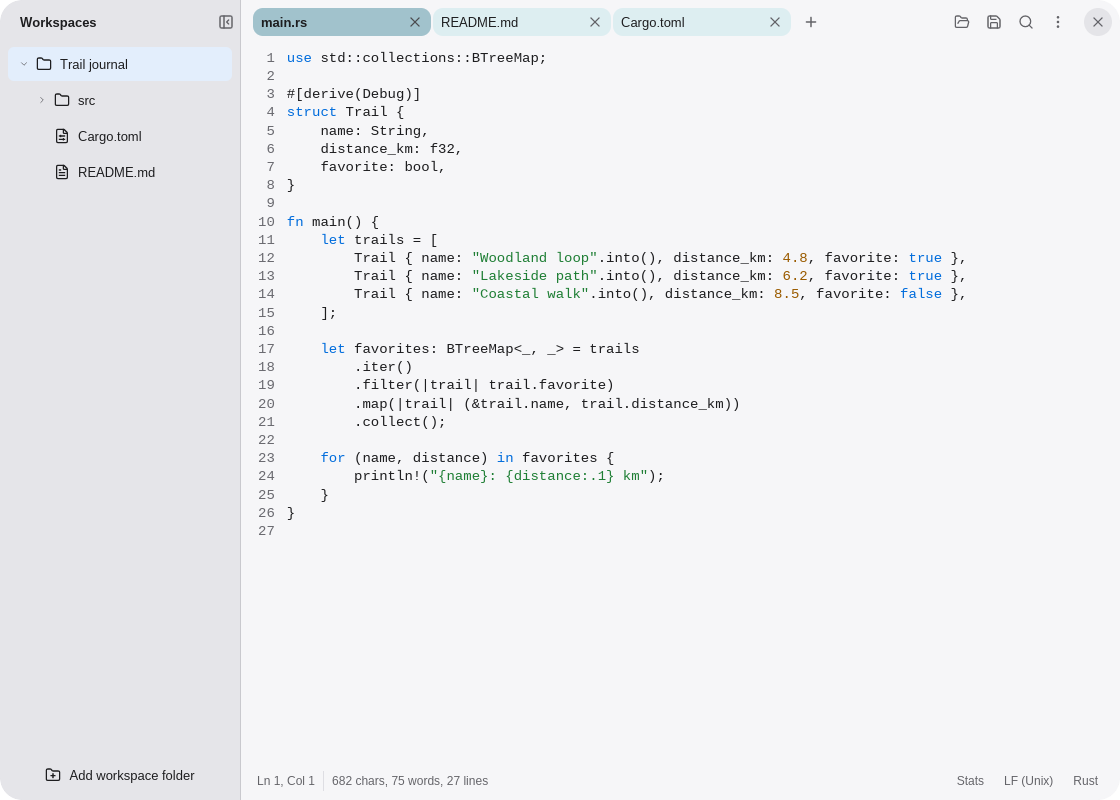 Workspaces
Trail journal
src
Cargo.toml
README.md
Add workspace folder
main.rs README.md Cargo.toml
1 use std::collections::BTreeMap;
2
3 #[derive(Debug)]
4 struct Trail {
5     name: String,
6     distance_km: f32,
7     favorite: bool,
8 }
9
10 fn main() {
11     let trails = [
12         Trail { name: "Woodland loop".into(), distance_km: 4.8, favorite: true },
13         Trail { name: "Lakeside path".into(), distance_km: 6.2, favorite: true },
14         Trail { name: "Coastal walk".into(), distance_km: 8.5, favorite: false },
15     ];
16
17     let favorites: BTreeMap<_, _> = trails
18         .iter()
19         .filter(|trail| trail.favorite)
20         .map(|trail| (&trail.name, trail.distance_km))
21         .collect();
22
23     for (name, distance) in favorites {
24         println!("{name}: {distance:.1} km");
25     }
26 }
27
Ln 1, Col 1 682 chars, 75 words, 27 lines Stats LF (Unix) Rust